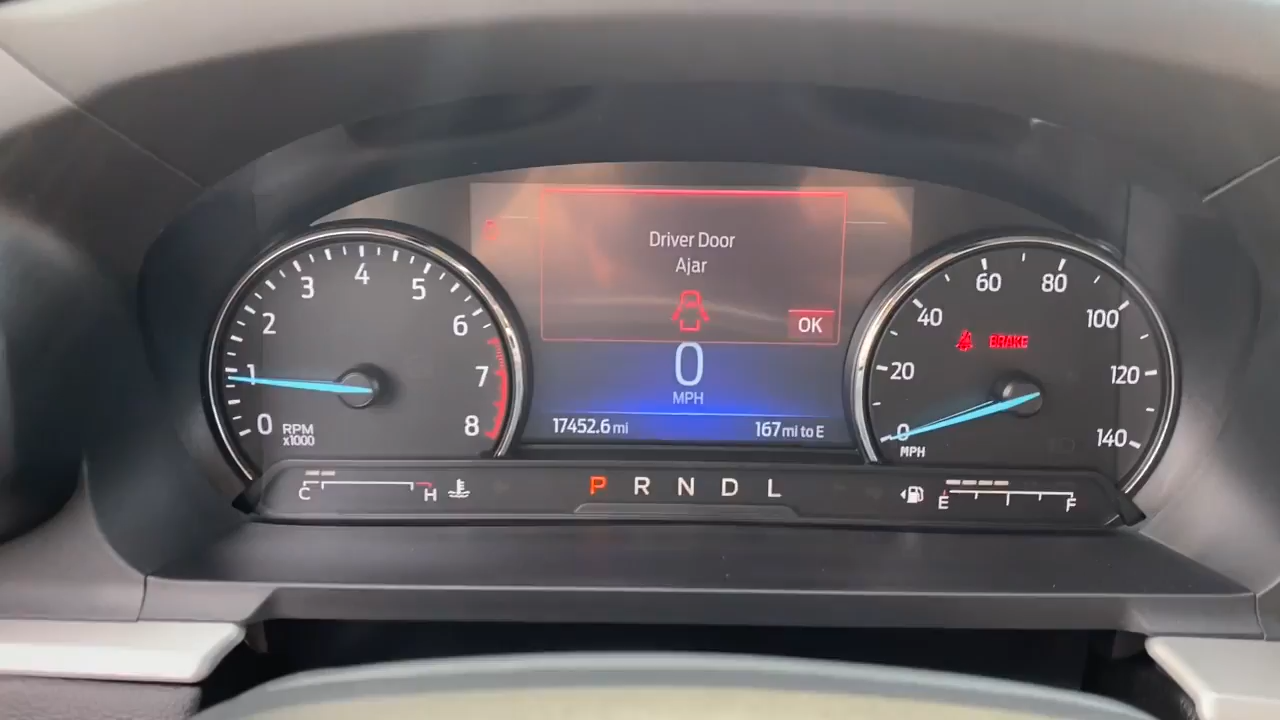 Driver Door
Ajar
OK
0
MPH
17452.6 mi
167 mi to E
0
1
2
3
4
5
6
7
8
RPM
x1000
0
20
40
60
80
100
120
140
MPH
BRAKE
C
H
P R N D L
E
F